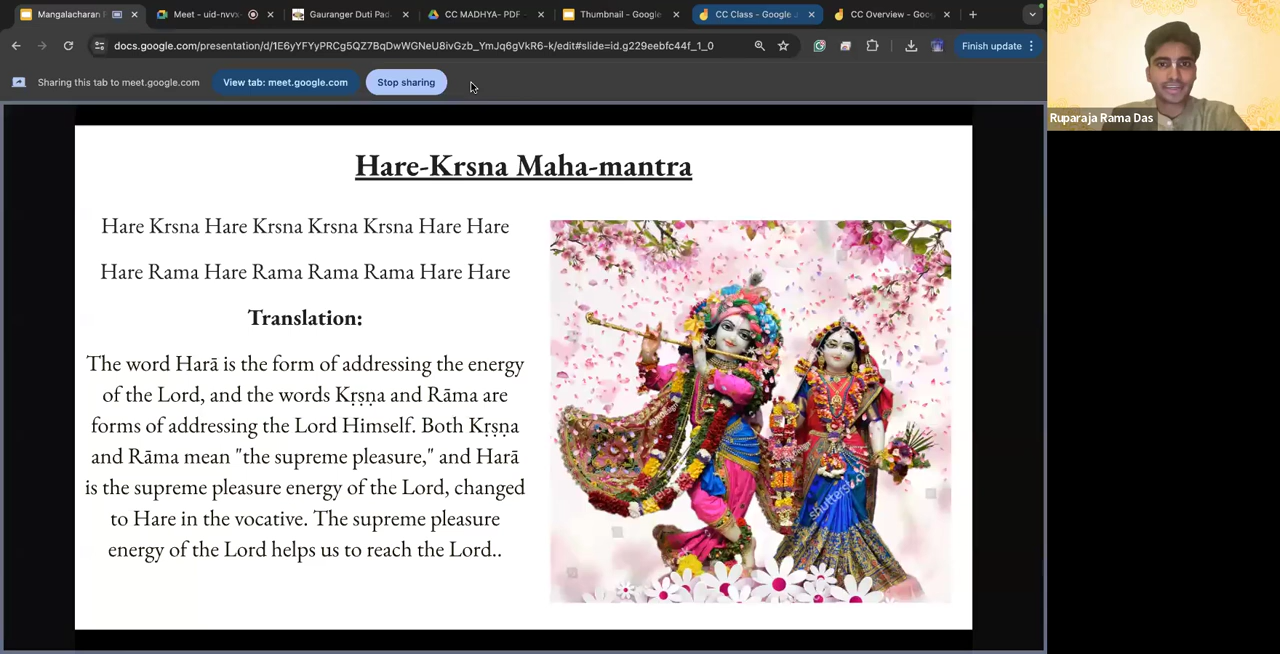 Mangalacharan
Meet - uid-nvvx-
Gauranger Duti Pad
CC MADHYA- PDF
Thumbnail - Google
CC Class - Google
CC Overview - Goog
docs.google.com/presentation/d/1E6yYFYyPRCg5QZ7BqDwWGNeU8ivGzb_YmJq6gVkR6-k/edit#slide=id.g229eebfc44f_1_0
Finish update
Sharing this tab to meet.google.com
View tab: meet.google.com
Stop sharing
Ruparaja Rama Das
Hare-Krsna Maha-mantra
Hare Krsna Hare Krsna Krsna Krsna Hare Hare
Hare Rama Hare Rama Rama Rama Hare Hare
Translation:
The word Harā is the form of addressing the energy
of the Lord, and the words Kṛṣṇa and Rāma are
forms of addressing the Lord Himself. Both Kṛṣṇa
and Rāma mean "the supreme pleasure," and Harā
is the supreme pleasure energy of the Lord, changed
to Hare in the vocative. The supreme pleasure
energy of the Lord helps us to reach the Lord..